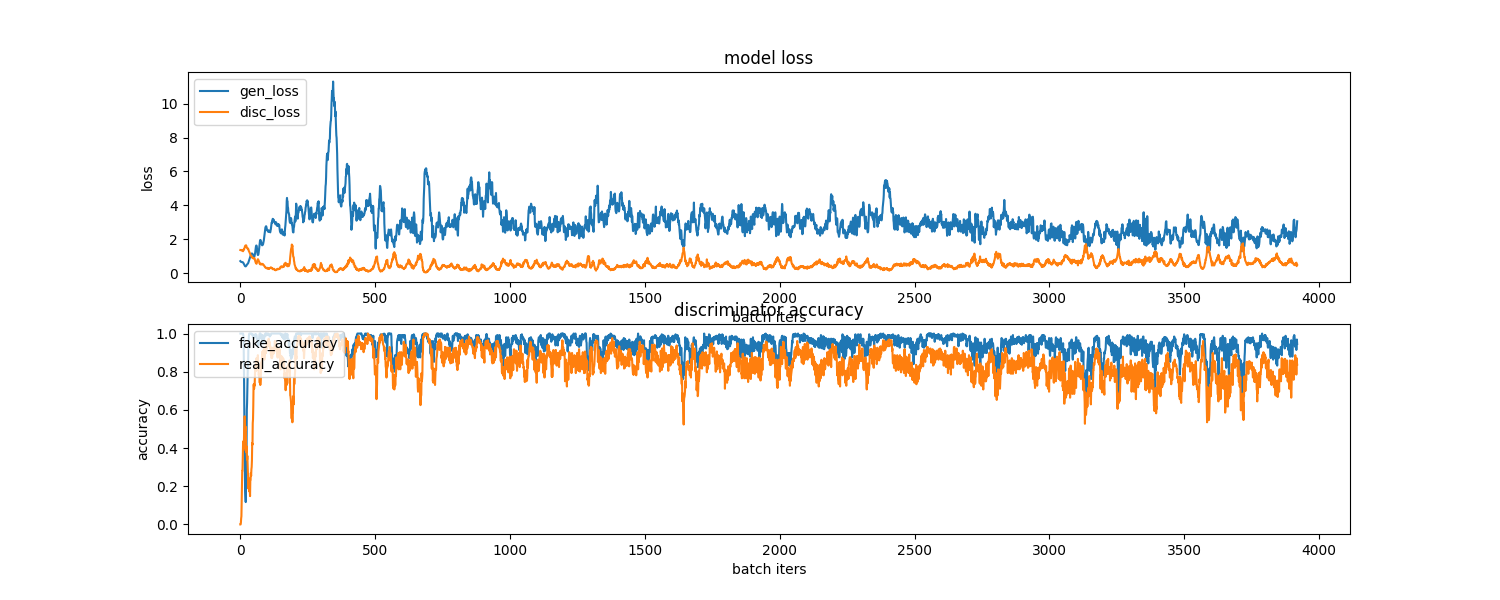 model loss
gen_loss
disc_loss
loss
10
8
6
4
2
0
0 500 1000 1500 2000 2500 3000 3500 4000
batch iters
discriminator accuracy
fake_accuracy
real_accuracy
accuracy
1.0
0.8
0.6
0.4
0.2
0.0
0 500 1000 1500 2000 2500 3000 3500 4000
batch iters